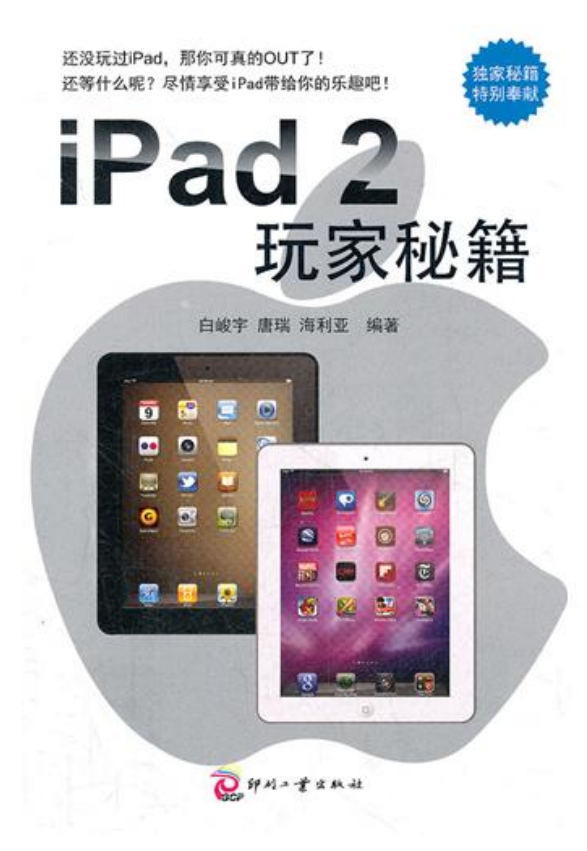 还没玩过iPad，那你可真的OUT了！
还等什么呢？尽情享受iPad带给你的乐趣吧！
独家秘籍
特别奉献
iPad 2
玩家秘籍
白峻宇 唐瑞 海利亚 编著
9
GCP 印刷工业出版社